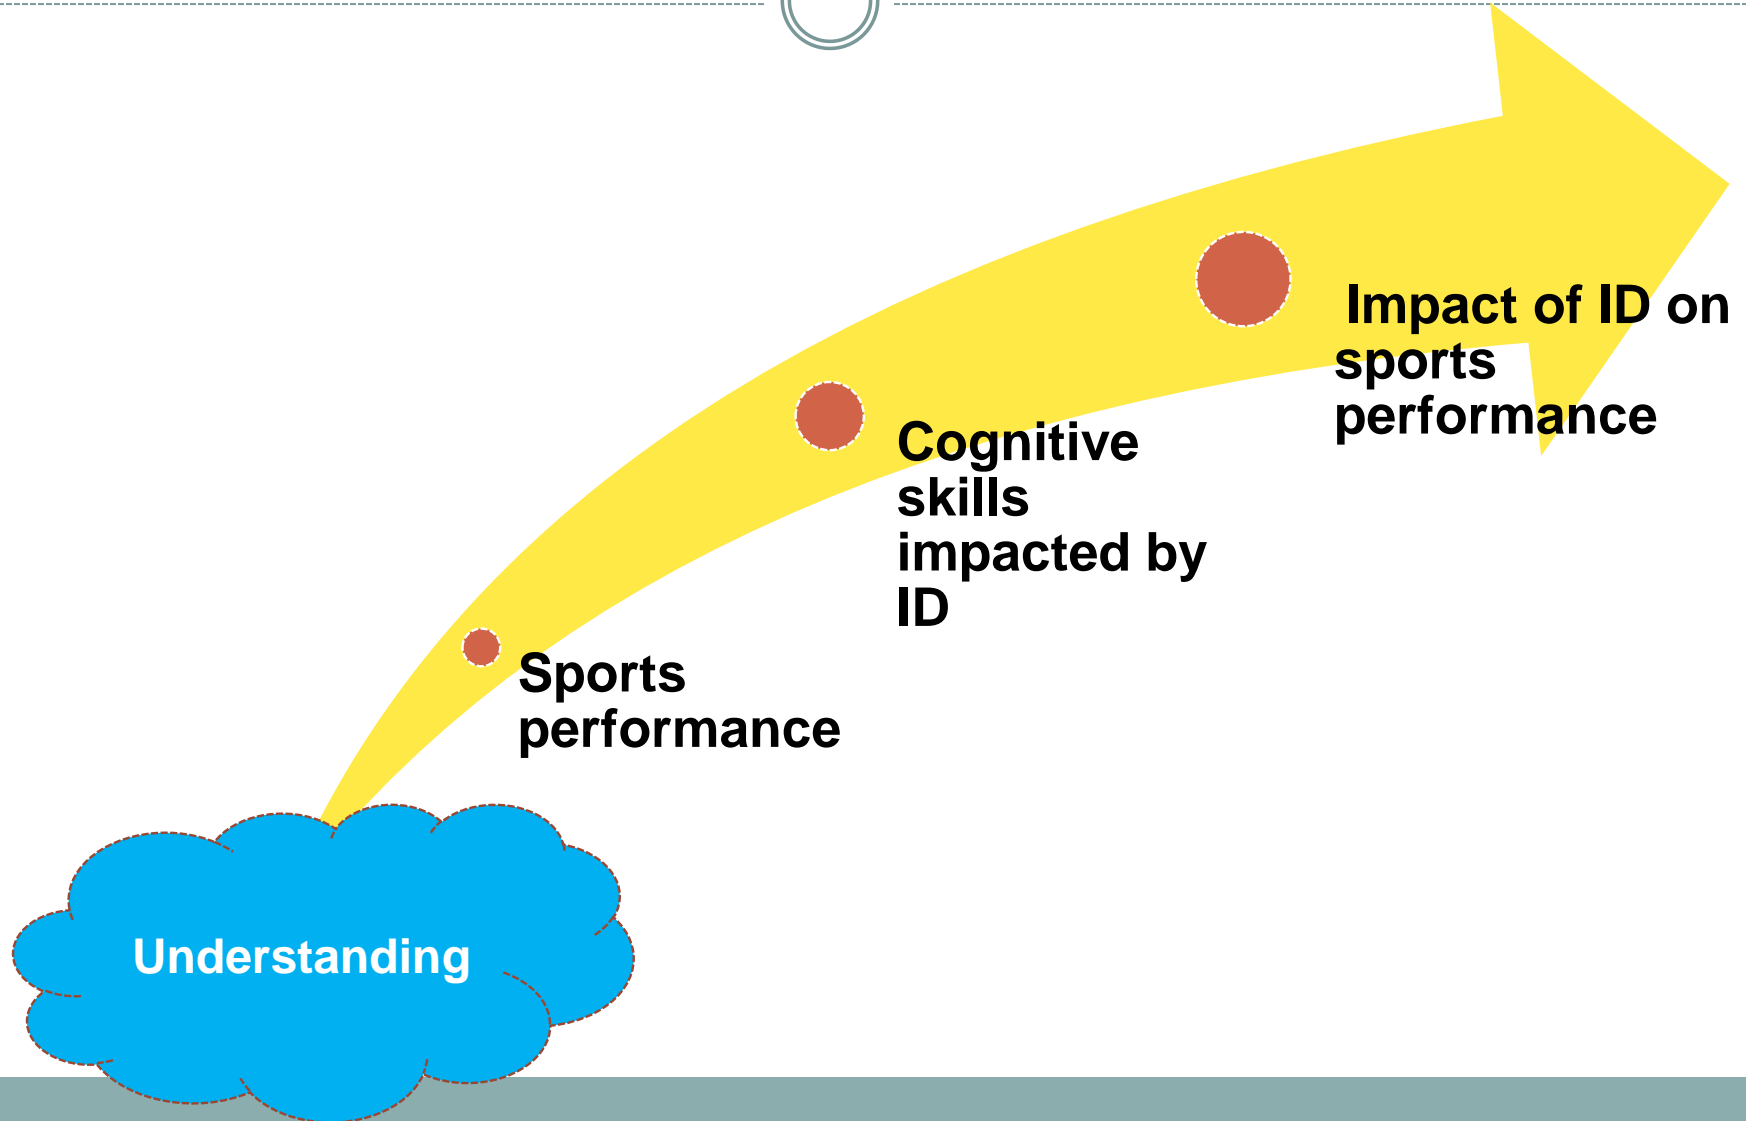 Impact of ID on
sports
performance
Cognitive
skills
impacted by
ID
Sports
performance
Understanding